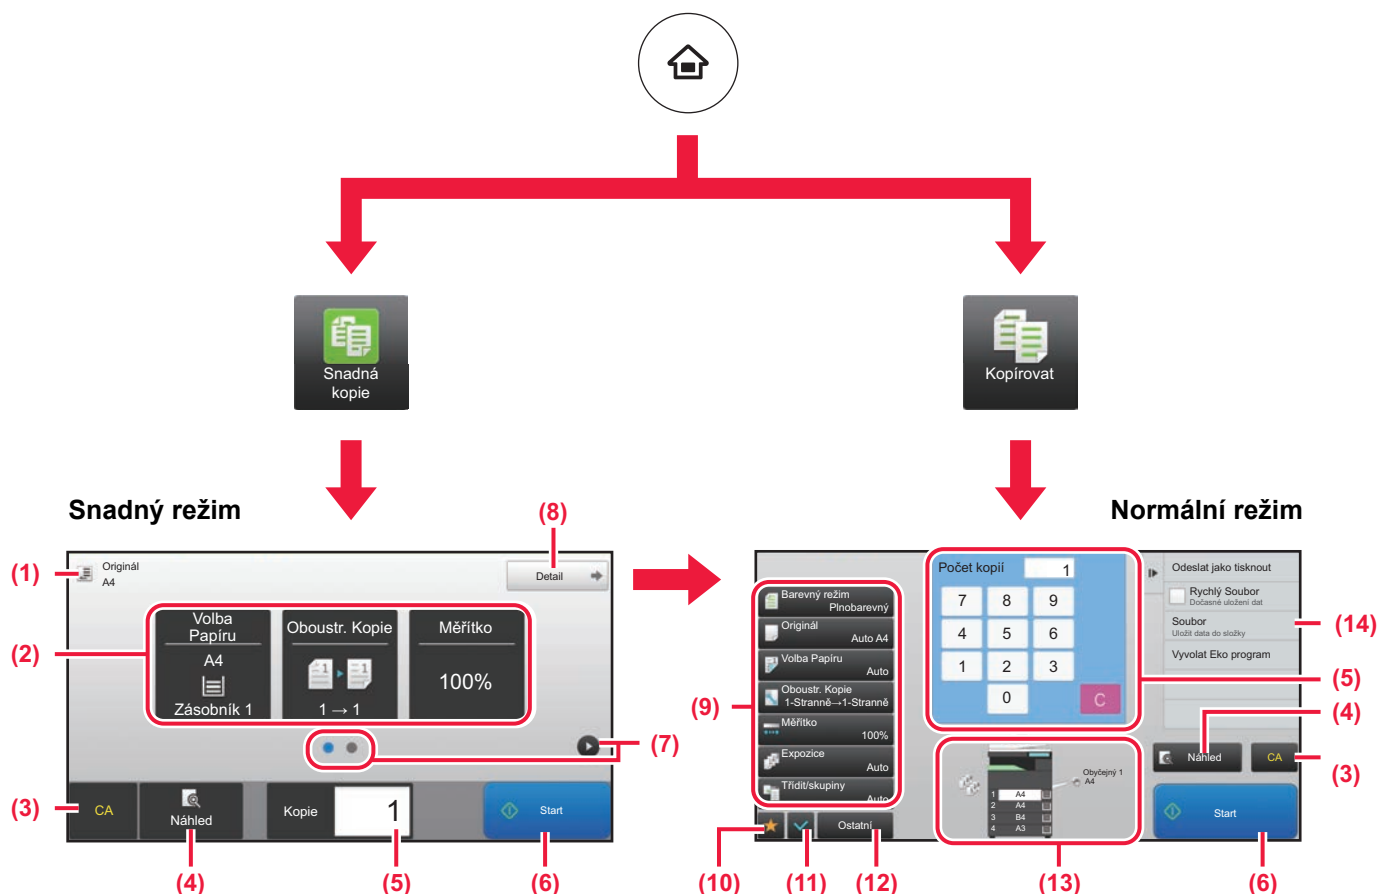 Snadná
kopie
Kopírovat
Snadný režim
Normální režim
(8)
(1)
Originál
A4
Detail
(2)
Volba
Papíru
A4
Zásobník 1
Oboustr. Kopie
1
1
1 → 1
Měřítko
100%
(7)
(3)
CA
Náhled
Kopie
1
Start
(4)
(5)
(6)
(9)
Barevný režim
Plnobarevný
Originál
Auto A4
Volba Papíru
Auto
Oboustr. Kopie
1-Stranně→1-Stranně
Měřítko
100%
Expozice
Auto
Třídit/skupiny
Auto
Ostatní
Počet kopií
1
7 8 9
4 5 6
1 2 3
0
C
Obyčejný 1
A4
1 A4
2 A4
3 B4
4 A3
Odeslat jako tisknout
Rychlý Soubor
Dočasné uložení dat
Soubor
Uložit data do složky
Vyvolat Eko program
(14)
(5)
(4)
Náhled
CA
(3)
Start
(10)
(11)
(12)
(13)
(6)